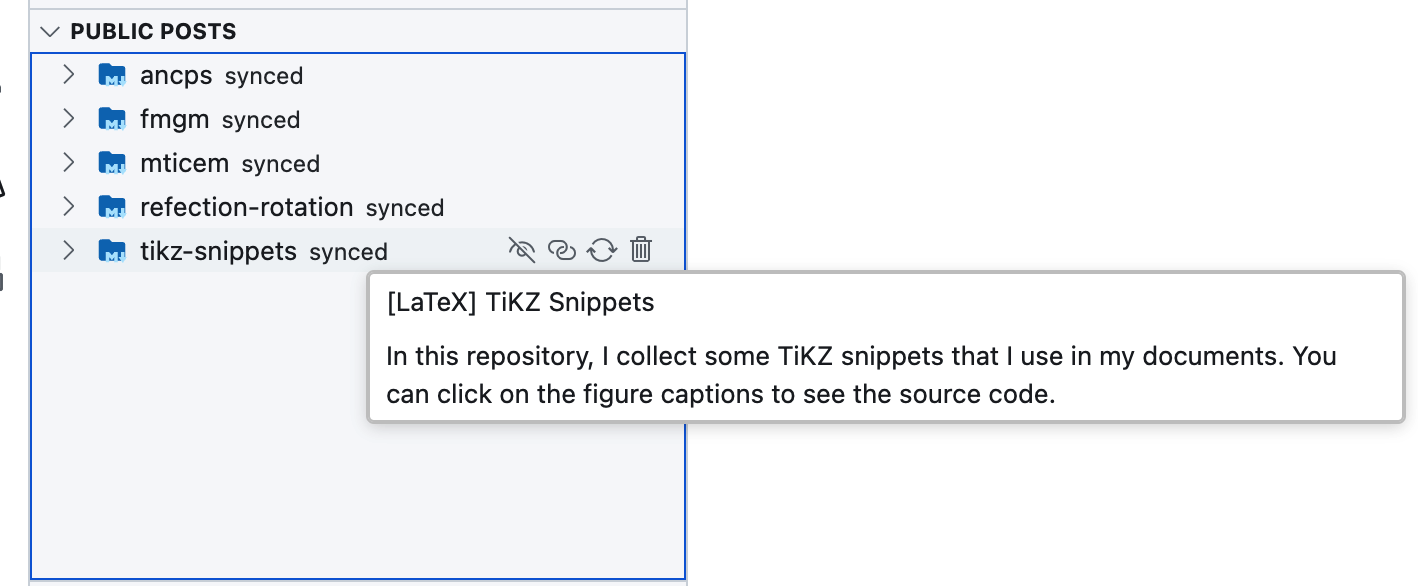 PUBLIC POSTS
ancps synced
fmgm synced
mticem synced
refection-rotation synced
tikz-snippets synced
[LaTeX] TiKZ Snippets
In this repository, I collect some TiKZ snippets that I use in my documents. You
can click on the figure captions to see the source code.